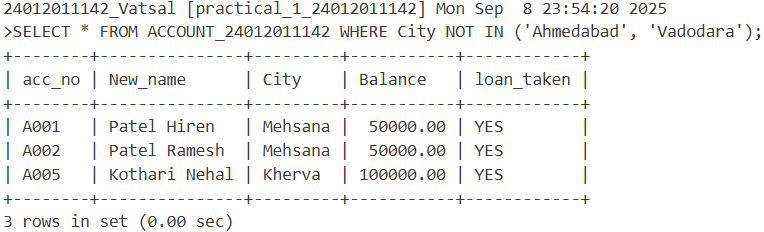 24012011142_Vatsal [practical_1_24012011142] Mon Sep  8 23:54:20 2025
>SELECT * FROM ACCOUNT_24012011142 WHERE City NOT IN ('Ahmedabad', 'Vadodara');
+--------+---------------+---------+-----------+------------+
| acc_no | New_name      | City    | Balance   | loan_taken |
+--------+---------------+---------+-----------+------------+
| A001   | Patel Hiren   | Mehsana |  50000.00 | YES        |
| A002   | Patel Ramesh  | Mehsana |  50000.00 | YES        |
| A005   | Kothari Nehal | Kherva  | 100000.00 | YES        |
+--------+---------------+---------+-----------+------------+
3 rows in set (0.00 sec)